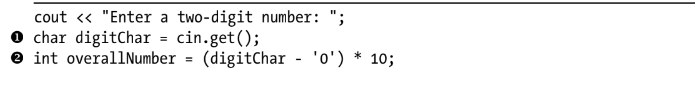 cout << "Enter a two-digit number: ";
❶ char digitChar = cin.get();
❷ int overallNumber = (digitChar - '0') * 10;